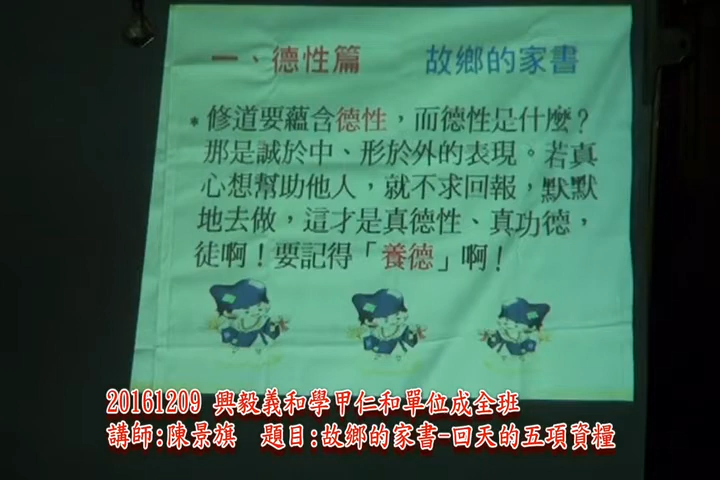 一、德性篇　故鄉的家書
*修道要蘊含德性，而德性是什麼？
那是誠於中、形於外的表現。若真
心想幫助他人，就不求回報，默默
地去做，這才是真德性、真功德，
徒啊！要記得「養德」啊！
20161209 興毅義和學甲仁和單位成全班
講師:陳景旗　題目:故鄉的家書-回天的五項資糧